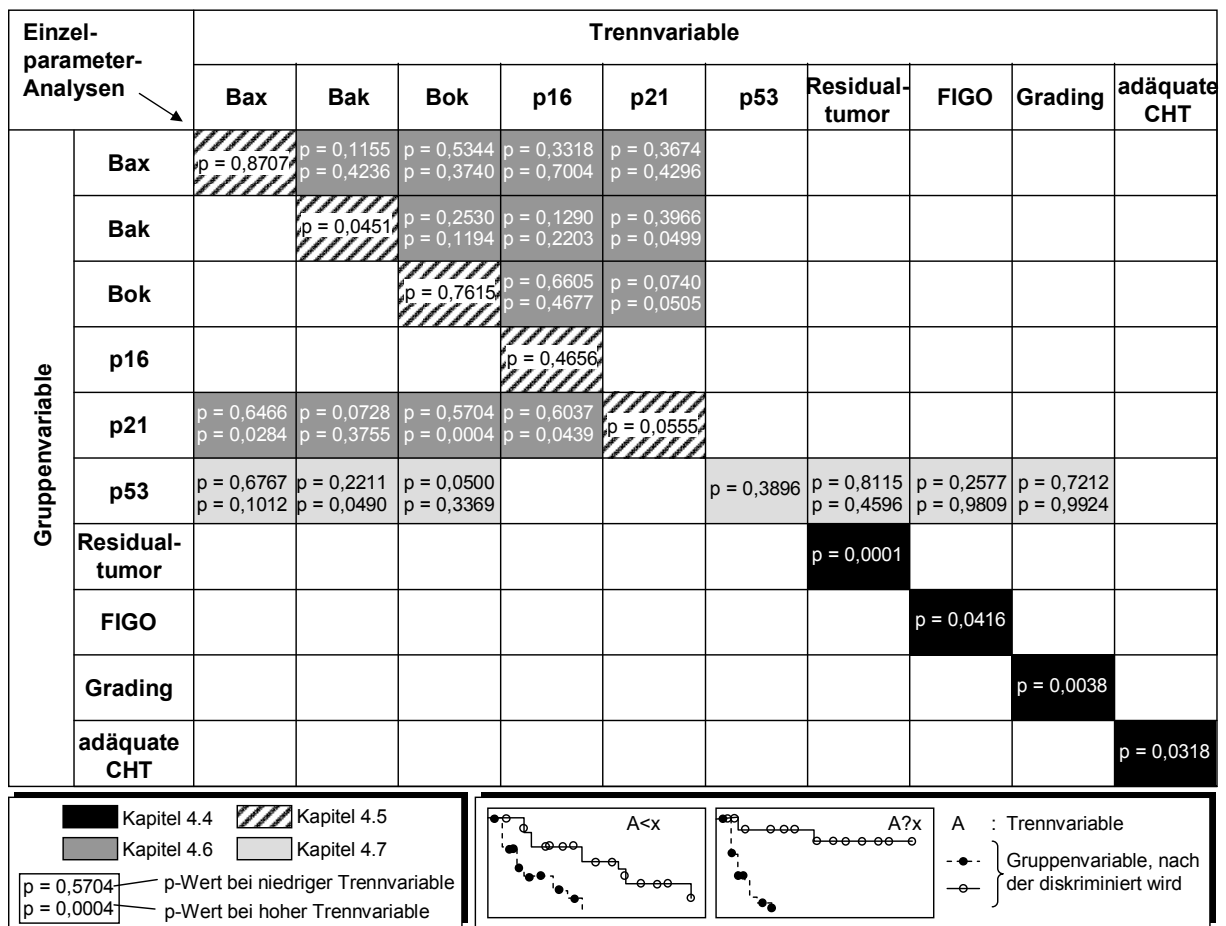 Einzel-
parameter-
Analysen
Trennvariable
Bax Bak Bok p16 p21 p53 Residual-tumor FIGO Grading adäquate CHT
Gruppenvariable
Bax
p = 0,8707
p = 0,1155 p = 0,5344 p = 0,3318 p = 0,3674
p = 0,4236 p = 0,3740 p = 0,7004 p = 0,4296
Bak
p = 0,0451
p = 0,2530 p = 0,1290 p = 0,3966
p = 0,1194 p = 0,2203 p = 0,0499
Bok
p = 0,7615
p = 0,6605 p = 0,0740
p = 0,4677 p = 0,0505
p16
p = 0,4656
p21
p = 0,6466 p = 0,0728 p = 0,5704 p = 0,6037
p = 0,0284 p = 0,3755 p = 0,0004 p = 0,0439
p = 0,0555
p53
p = 0,6767 p = 0,2211 p = 0,0500
p = 0,1012 p = 0,0490 p = 0,3369
p = 0,3896
p = 0,8115 p = 0,2577 p = 0,7212
p = 0,4596 p = 0,9809 p = 0,9924
Residual-
tumor
p = 0,0001
FIGO
p = 0,0416
Grading
p = 0,0038
adäquate
CHT
p = 0,0318
Kapitel 4.4 Kapitel 4.5
Kapitel 4.6 Kapitel 4.7
p = 0,5704 p-Wert bei niedriger Trennvariable
p = 0,0004 p-Wert bei hoher Trennvariable
A<x
A?x
A : Trennvariable
Gruppenvariable, nach
der diskriminiert wird